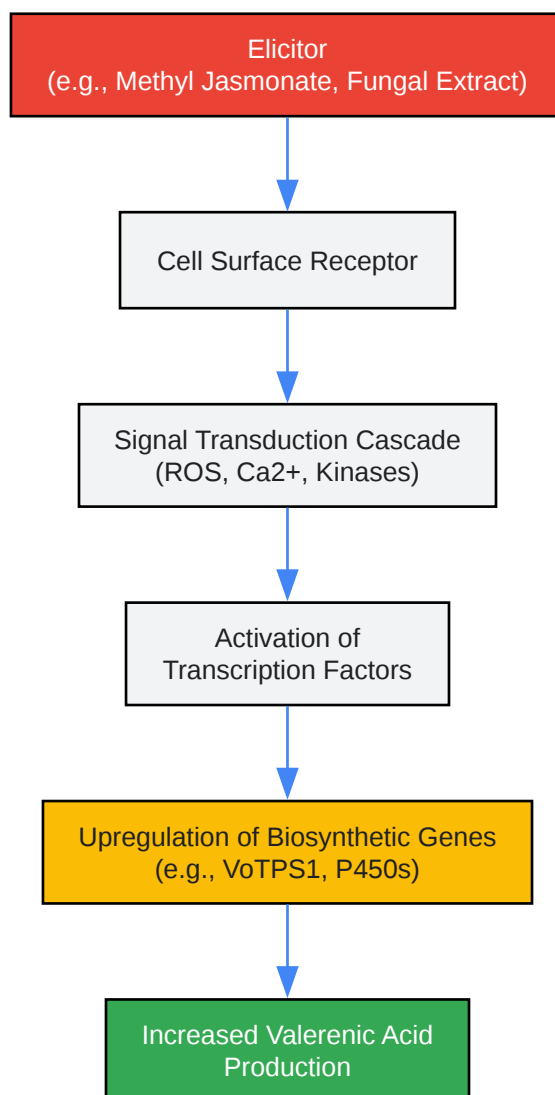 Elicitor
(e.g., Methyl Jasmonate, Fungal Extract)
Cell Surface Receptor
Signal Transduction Cascade
(ROS, Ca2+, Kinases)
Activation of
Transcription Factors
Upregulation of Biosynthetic Genes
(e.g., VoTPS1, P450s)
Increased Valerenic Acid
Production